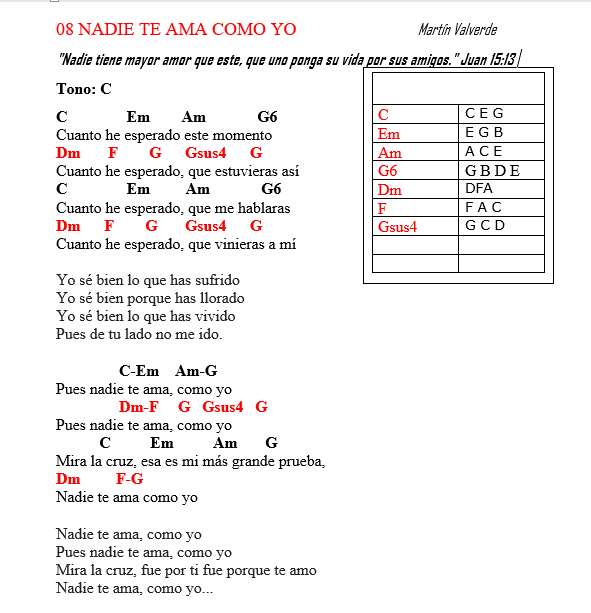 08 NADIE TE AMA COMO YO Martín Valverde
"Nadie tiene mayor amor que este, que uno ponga su vida por sus amigos." Juan 15:13
Tono: C
C Em Am G6
Cuanto he esperado este momento
Dm F G Gsus4 G
Cuanto he esperado, que estuvieras así
C Em Am G6
Cuanto he esperado, que me hablaras
Dm F G Gsus4 G
Cuanto he esperado, que vinieras a mí
Yo sé bien lo que has sufrido
Yo sé bien porque has llorado
Yo sé bien lo que has vivido
Pues de tu lado no me ido.
C-Em Am-G
Pues nadie te ama, como yo
Dm-F G Gsus4 G
Pues nadie te ama, como yo
C Em Am G
Mira la cruz, esa es mi más grande prueba,
Dm F-G
Nadie te ama como yo
Nadie te ama, como yo
Pues nadie te ama, como yo
Mira la cruz, fue por ti fue porque te amo
Nadie te ama, como yo...
C C E G
Em E G B
Am A C E
G6 G B D E
Dm DFA
F F A C
Gsus4 G C D